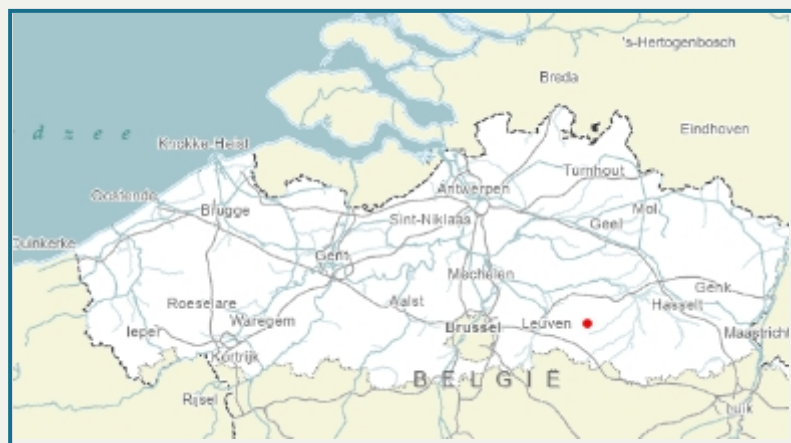 's-Hertogenbosch
Breda
Eindhoven
d z e e
Knokke-Heist
Turnhout
Antwerpen
Oostende
Mol
Brugge
Sint-Niklaas
Geel
Duinkerke
Gent
Mechelen
Genk
Roeselare
Aalst
Hasselt
Ieper
Waregem
Brussel
Leuven
Maastricht
Kortrijk
BELGIË
Rijsel
Luik